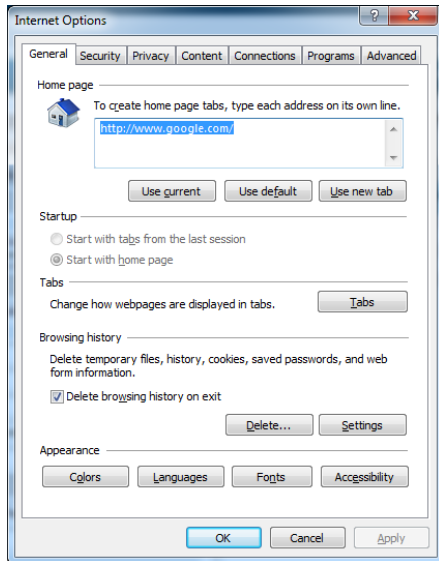 Internet Options
General Security Privacy Content Connections Programs Advanced
Home page
To create home page tabs, type each address on its own line.
http://www.google.com/
Use current Use default Use new tab
Startup
Start with tabs from the last session
Start with home page
Tabs
Change how webpages are displayed in tabs. Tabs
Browsing history
Delete temporary files, history, cookies, saved passwords, and web
form information.
Delete browsing history on exit
Delete... Settings
Appearance
Colors Languages Fonts Accessibility
OK Cancel Apply